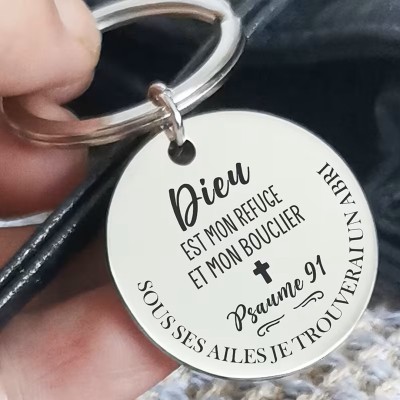 Dieu
EST MON REFUGE
ET MON BOUCLIER
Psaume 91
SOUS SES AILES JE TROUVERAI UN ABRI